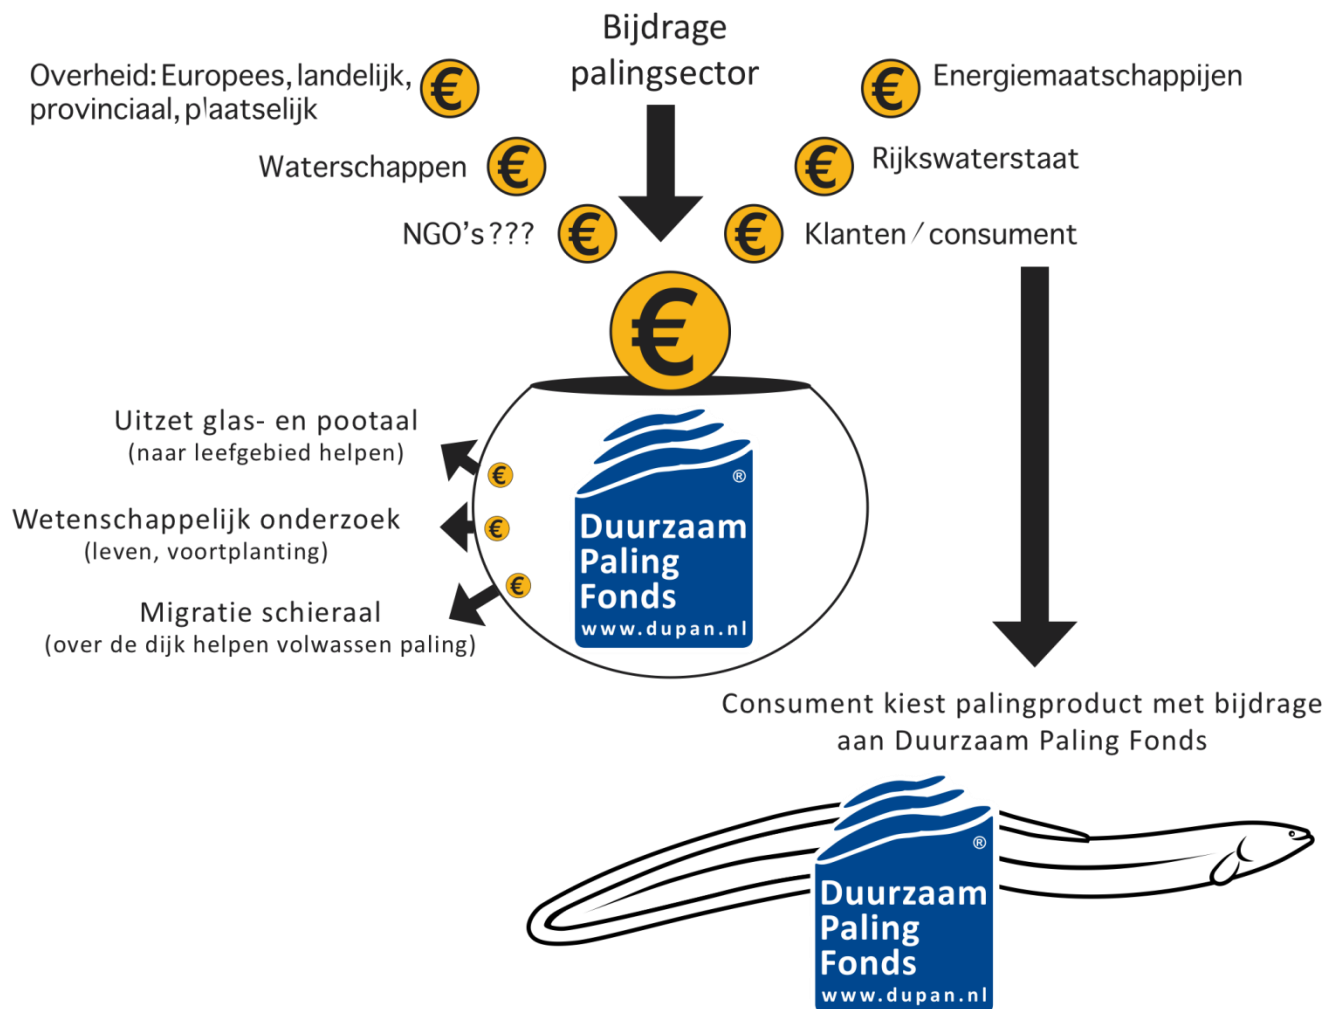 Bijdrage
palingsector
Overheid: Europees, landelijk,
provinciaal, plaatselijk
€
€
Energiemaatschappijen
Waterschappen
€
€
Rijkswaterstaat
NGO's ???
€
€
Klanten / consument
€
Uitzet glas- en pootaal
(naar leefgebied helpen)
€
Wetenschappelijk onderzoek
(leven, voortplanting)
€
Migratie schieraal
(over de dijk helpen volwassen paling)
€
®
Duurzaam
Paling
Fonds
www.dupan.nl
Consument kiest palingproduct met bijdrage
aan Duurzaam Paling Fonds
®
Duurzaam
Paling
Fonds
www.dupan.nl